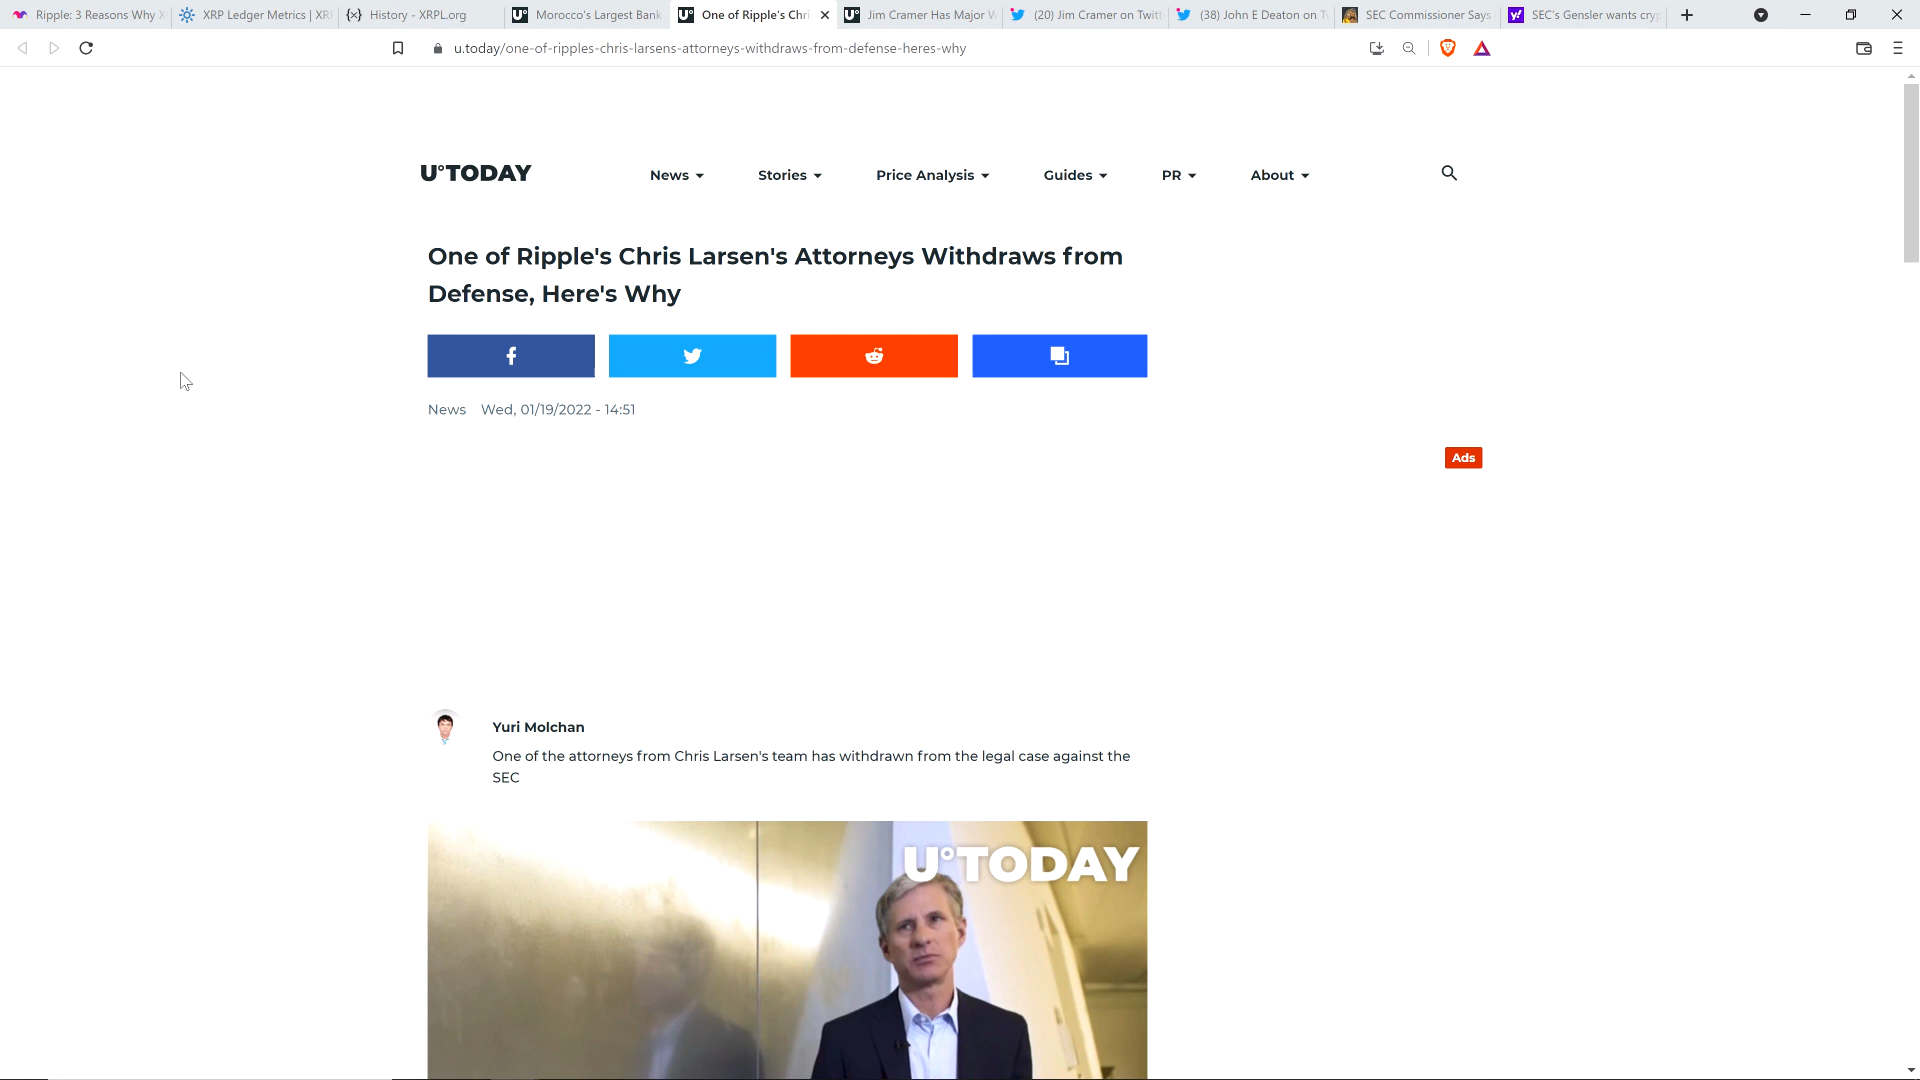 Ripple: 3 Reasons Why X
XRP Ledger Metrics | XR
History - XRPL.org
Morocco's Largest Bank
One of Ripple's Chri
Jim Cramer Has Major W
(20) Jim Cramer on Twitt
(38) John E Deaton on T
SEC Commissioner Says
SEC's Gensler wants cryp
u.today/one-of-ripples-chris-larsens-attorneys-withdraws-from-defense-heres-why
U°TODAY
News
Stories
Price Analysis
Guides
PR
About
One of Ripple's Chris Larsen's Attorneys Withdraws from
Defense, Here's Why
News Wed, 01/19/2022 - 14:51
Ads
Yuri Molchan
One of the attorneys from Chris Larsen's team has withdrawn from the legal case against the
SEC
U°TODAY